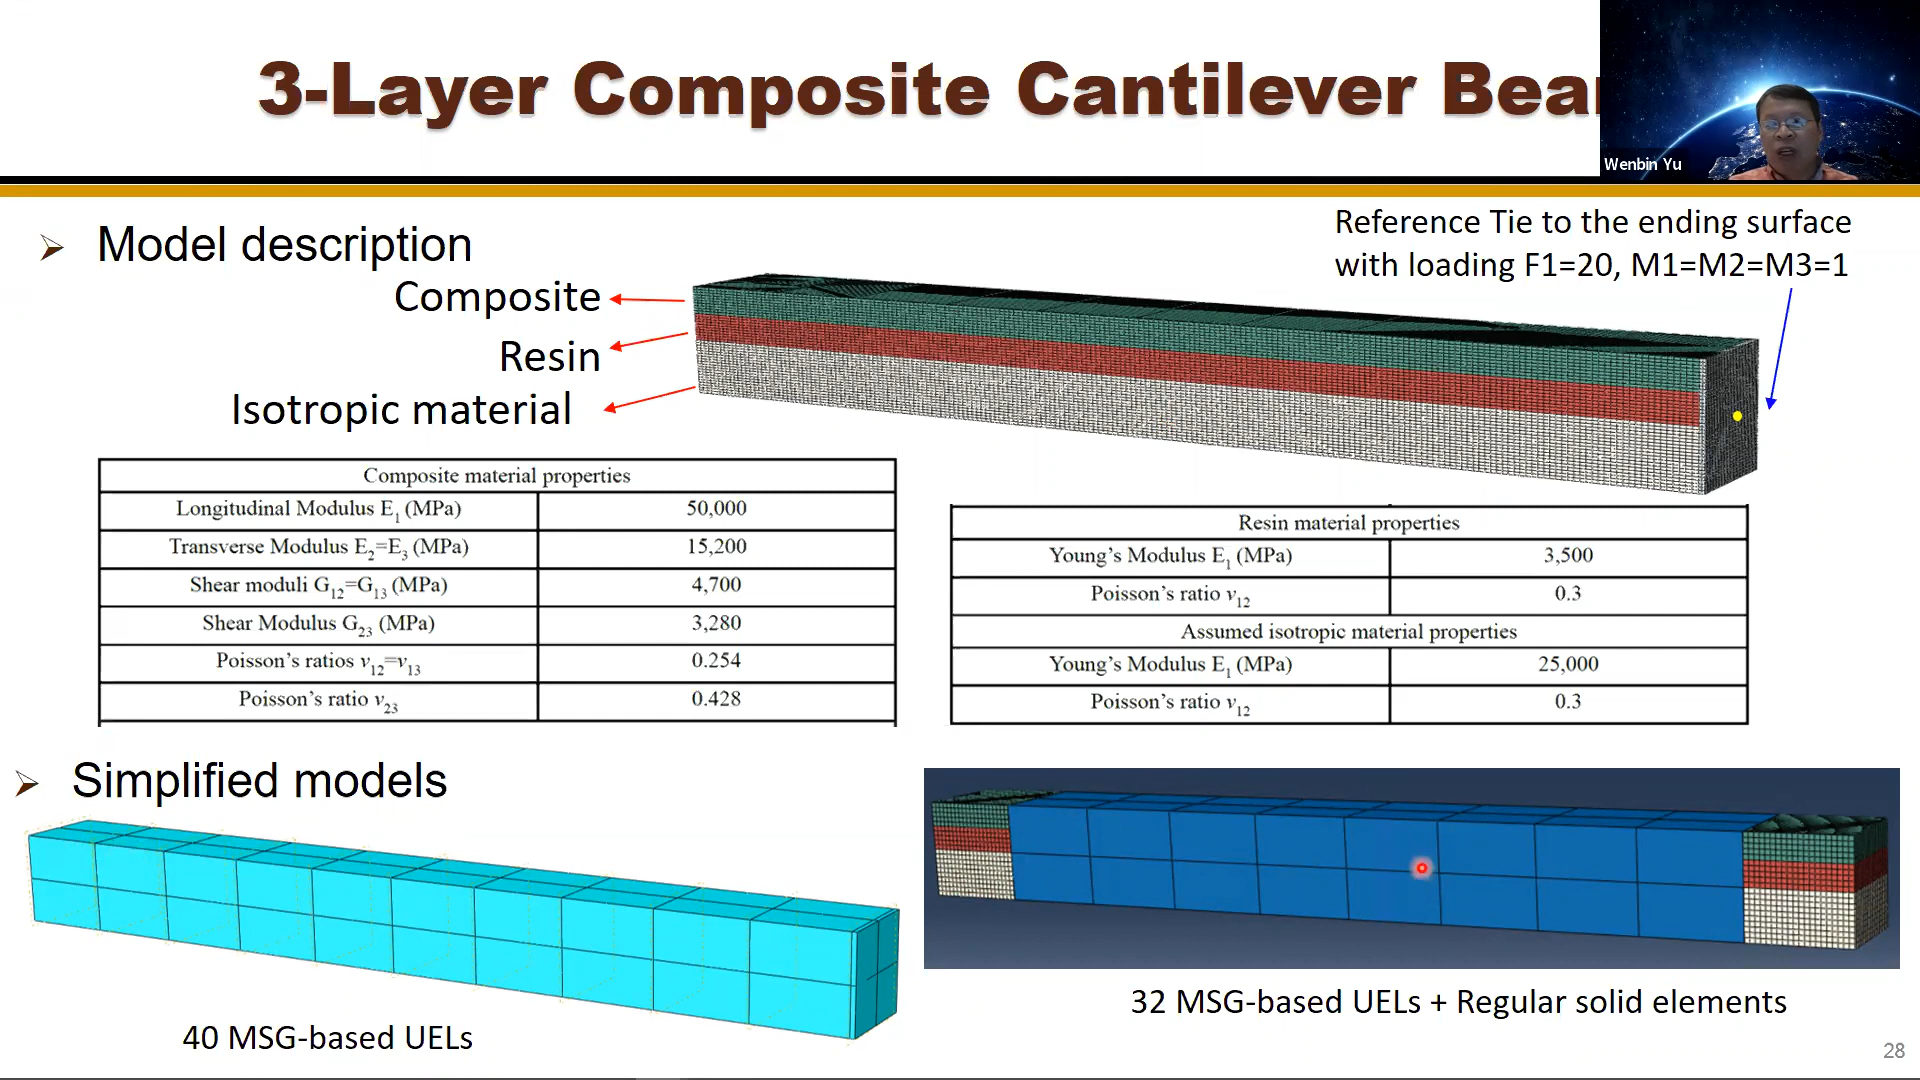 3-Layer Composite Cantilever Bea
Wenbin Yu
Model description
Reference Tie to the ending surface
with loading F1=20, M1=M2=M3=1
Composite
Resin
Isotropic material
Composite material properties
Longitudinal Modulus E1 (MPa) 50,000
Transverse Modulus E2=E3 (MPa) 15,200
Shear moduli G12=G13 (MPa) 4,700
Shear Modulus G23 (MPa) 3,280
Poisson's ratios v12=v13 0.254
Poisson's ratio v23 0.428
Resin material properties
Young's Modulus E1 (MPa) 3,500
Poisson's ratio v12 0.3
Assumed isotropic material properties
Young's Modulus E1 (MPa) 25,000
Poisson's ratio v12 0.3
Simplified models
40 MSG-based UELs
32 MSG-based UELs + Regular solid elements
28